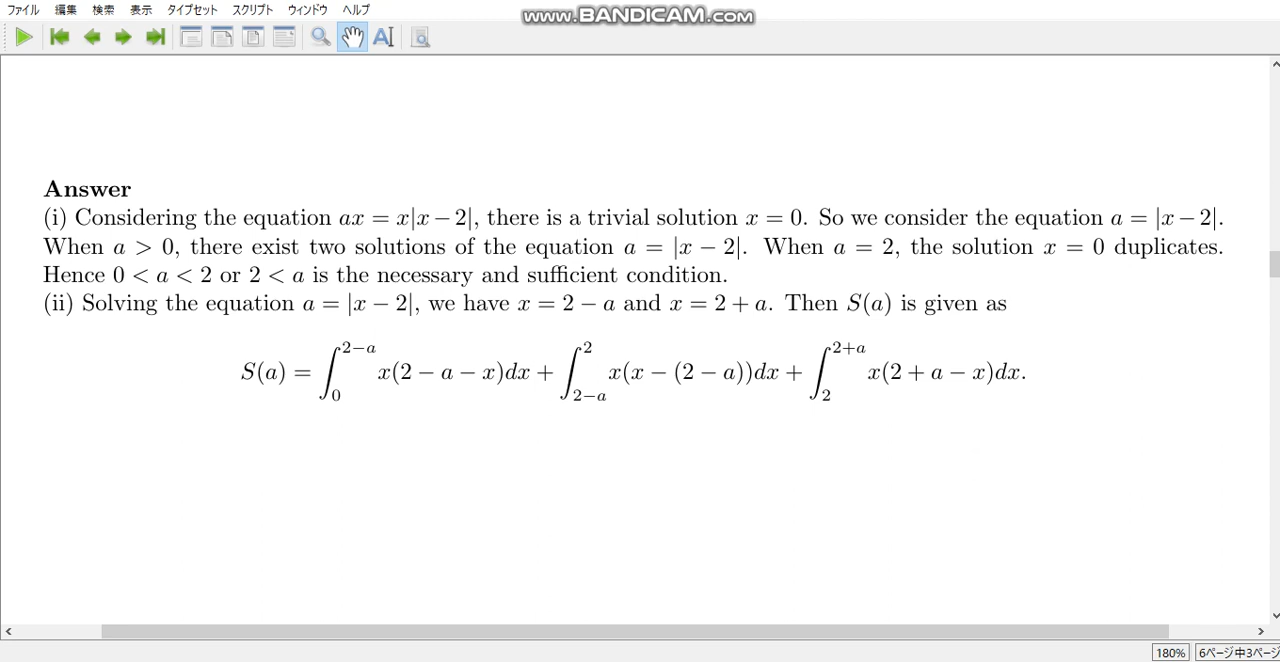 ファイル 編集 検索 表示 タイプセット スクリプト ウィンドウ ヘルプ
www.BANDICAM.com
Answer
(i) Considering the equation ax = x|x − 2|, there is a trivial solution x = 0. So we consider the equation a = |x − 2|.
When a > 0, there exist two solutions of the equation a = |x − 2|. When a = 2, the solution x = 0 duplicates.
Hence 0 < a < 2 or 2 < a is the necessary and sufficient condition.
(ii) Solving the equation a = |x − 2|, we have x = 2 − a and x = 2 + a. Then S(a) is given as
S(a) = ∫_0^{2−a} x(2 − a − x)dx + ∫_{2−a}^2 x(x − (2 − a))dx + ∫_2^{2+a} x(2 + a − x)dx.
180% 6ページ中3ページ